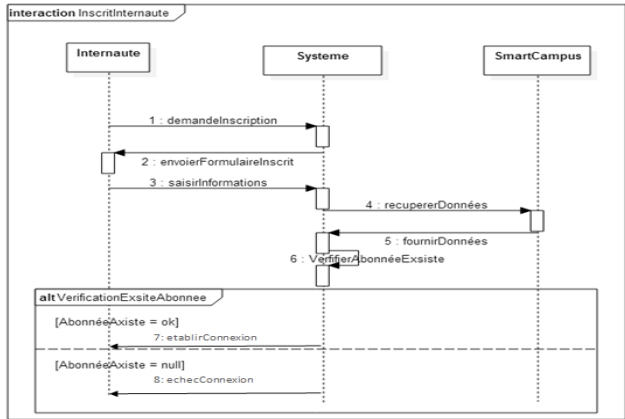 interaction InscritInternaute
Internaute
Systeme
SmartCampus
1 : demandeInscription
2 : envoierFormulaireInscrit
3 : saisirInformations
4 : recupererDonnées
5 : fournirDonnées
6 : VerfifierAbonnéeExsiste
alt VerificationExsiteAbonnee
[AbonnéeAxiste = ok]
7: etablirConnexion
[AbonnéeAxiste = null]
8: echecConnexion